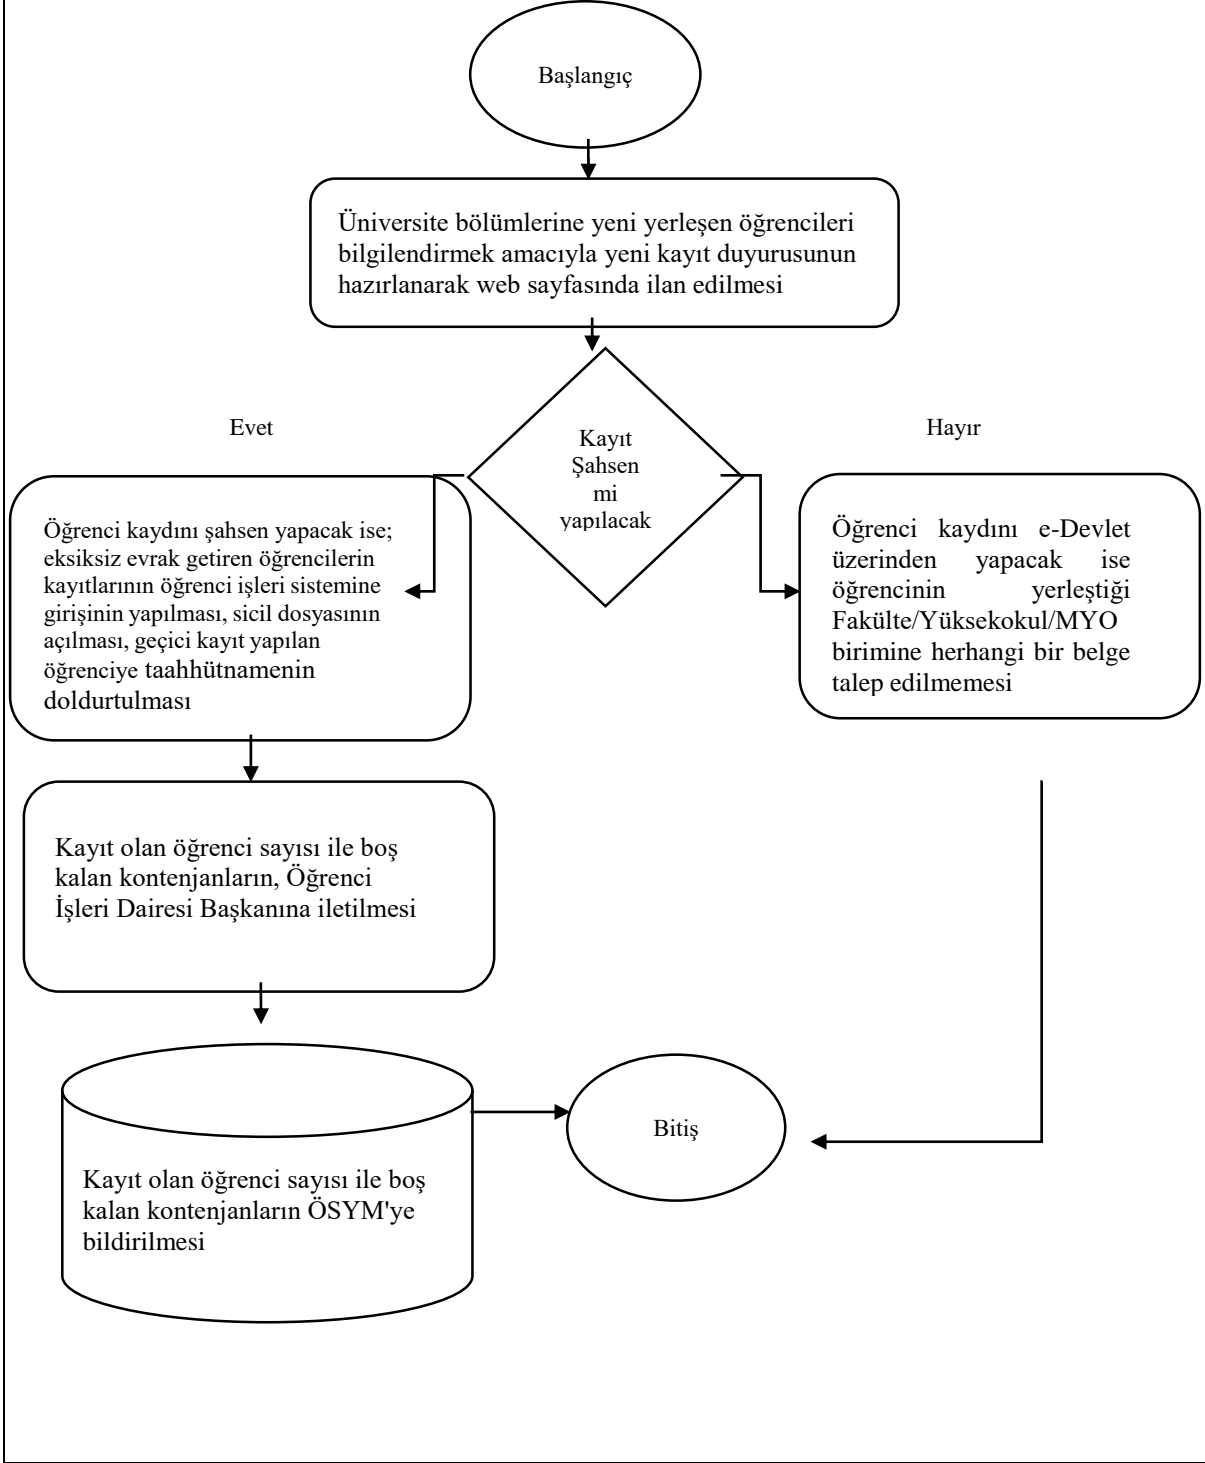 Başlangıç
Üniversite bölümlerine yeni yerleşen öğrencileri
bilgilendirmek amacıyla yeni kayıt duyurusunun
hazırlanarak web sayfasında ilan edilmesi
Evet
Hayır
Kayıt
Şahsen
mi
yapılacak
Öğrenci kaydını şahsen yapacak ise;
eksiksiz evrak getiren öğrencilerin
kayıtlarının öğrenci işleri sistemine
girişinin yapılması, sicil dosyasının
açılması, geçici kayıt yapılan
öğrenciye taahhütnamenin
doldurtulması
Öğrenci kaydını e-Devlet
üzerinden yapacak ise
öğrencinin yerleştiği
Fakülte/Yüksekokul/MYO
birimine herhangi bir belge
talep edilmemesi
Kayıt olan öğrenci sayısı ile boş
kalan kontenjanların, Öğrenci
İşleri Dairesi Başkanına iletilmesi
Kayıt olan öğrenci sayısı ile boş
kalan kontenjanların ÖSYM'ye
bildirilmesi
Bitiş